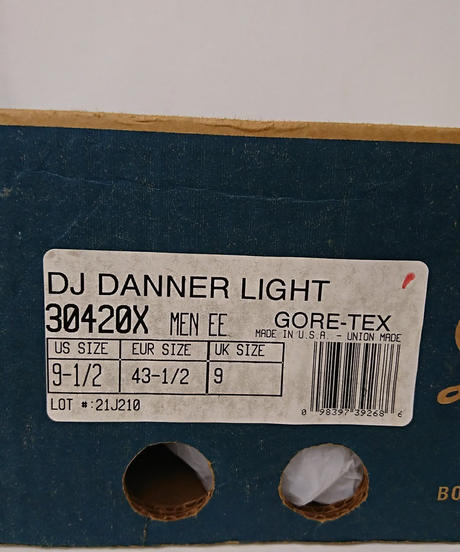 DJ DANNER LIGHT
30420X MEN EE GORE-TEX
MADE IN U.S.A. - UNION MADE
US SIZE EUR SIZE UK SIZE
9-1/2 43-1/2 9
LOT #:21J210
0 98397 39268 6
BO